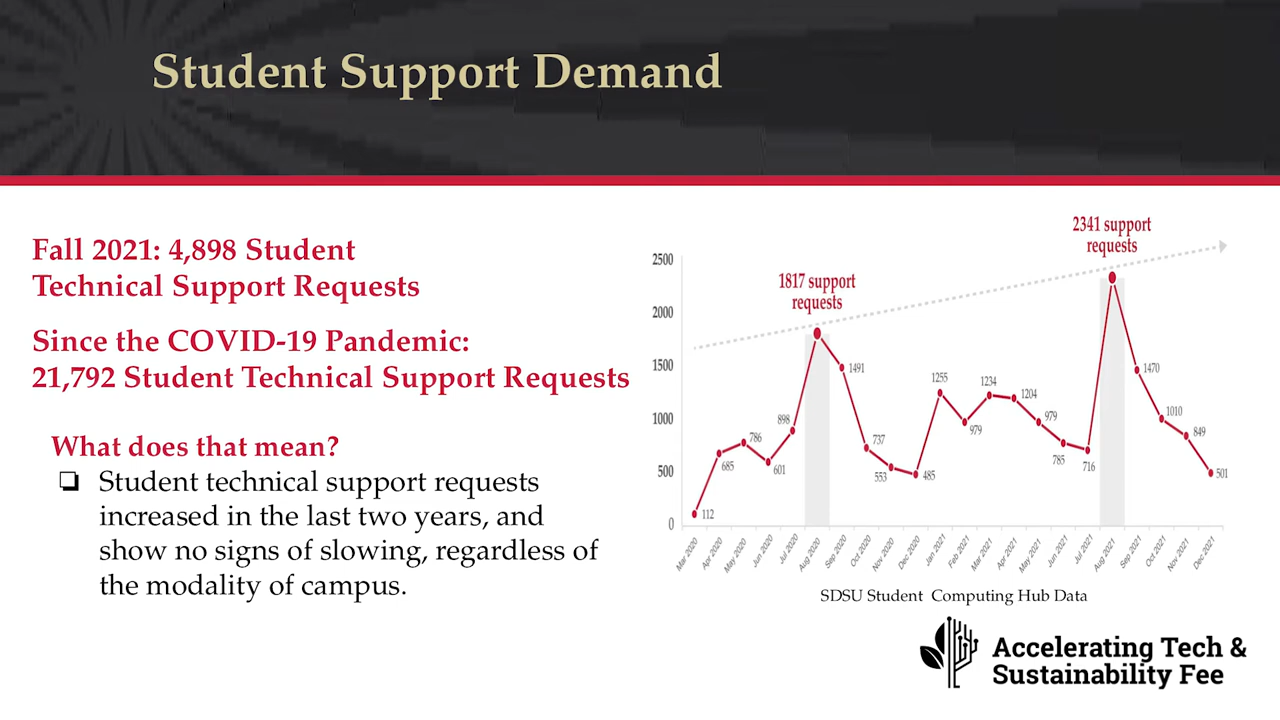 Student Support Demand
Fall 2021: 4,898 Student
Technical Support Requests
Since the COVID-19 Pandemic:
21,792 Student Technical Support Requests
What does that mean?
❏ Student technical support requests
increased in the last two years, and
show no signs of slowing, regardless of
the modality of campus.
2341 support
requests
1817 support
requests
2500
2000
1500
1000
500
0
112
685
786
601
898
1491
737
553
485
1255
979
1234
1204
979
785
716
1470
1010
849
501
Mar 2020
Apr 2020
May 2020
Jun 2020
Jul 2020
Aug 2020
Sep 2020
Oct 2020
Nov 2020
Dec 2020
Jan 2021
Feb 2021
Mar 2021
Apr 2021
May 2021
Jun 2021
Jul 2021
Aug 2021
Sep 2021
Oct 2021
Nov 2021
Dec 2021
SDSU Student Computing Hub Data
Accelerating Tech &
Sustainability Fee